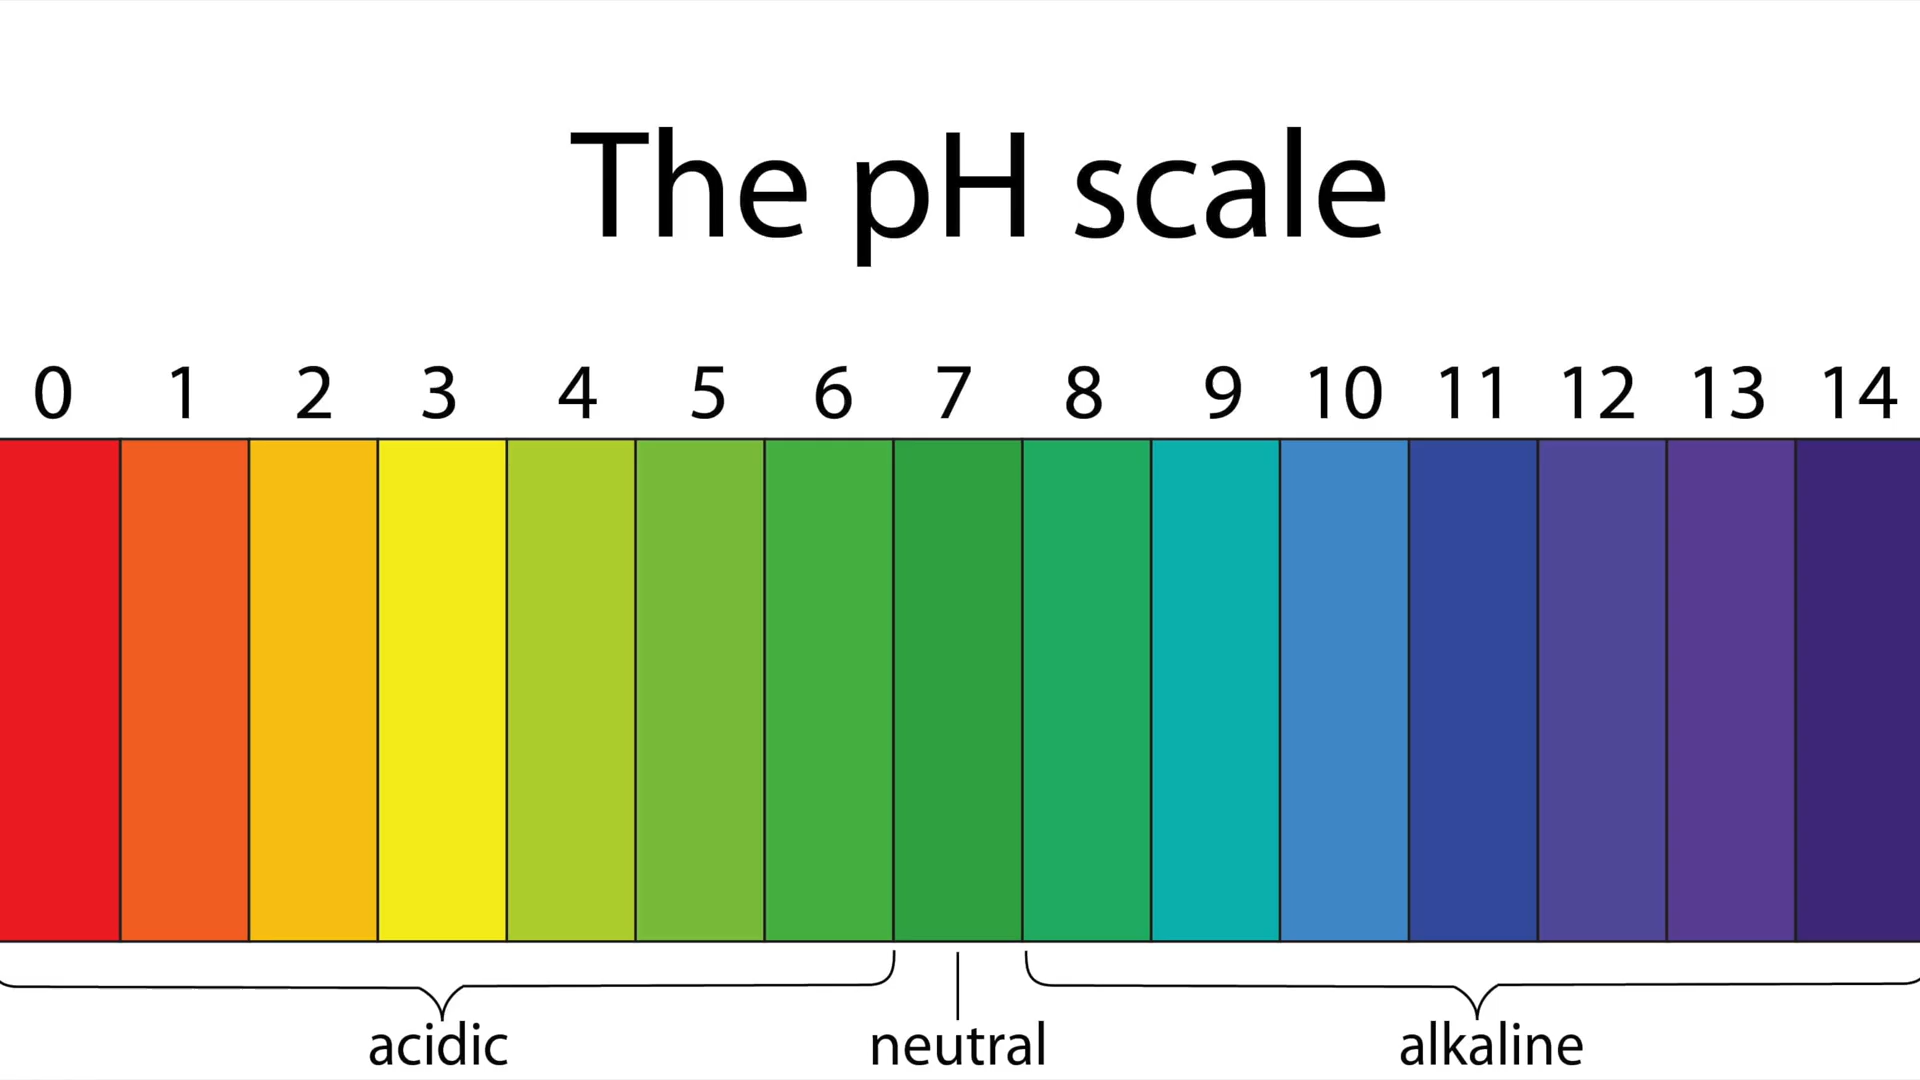 The pH scale
0 1 2 3 4 5 6 7 8 9 10 11 12 13 14
acidic neutral alkaline